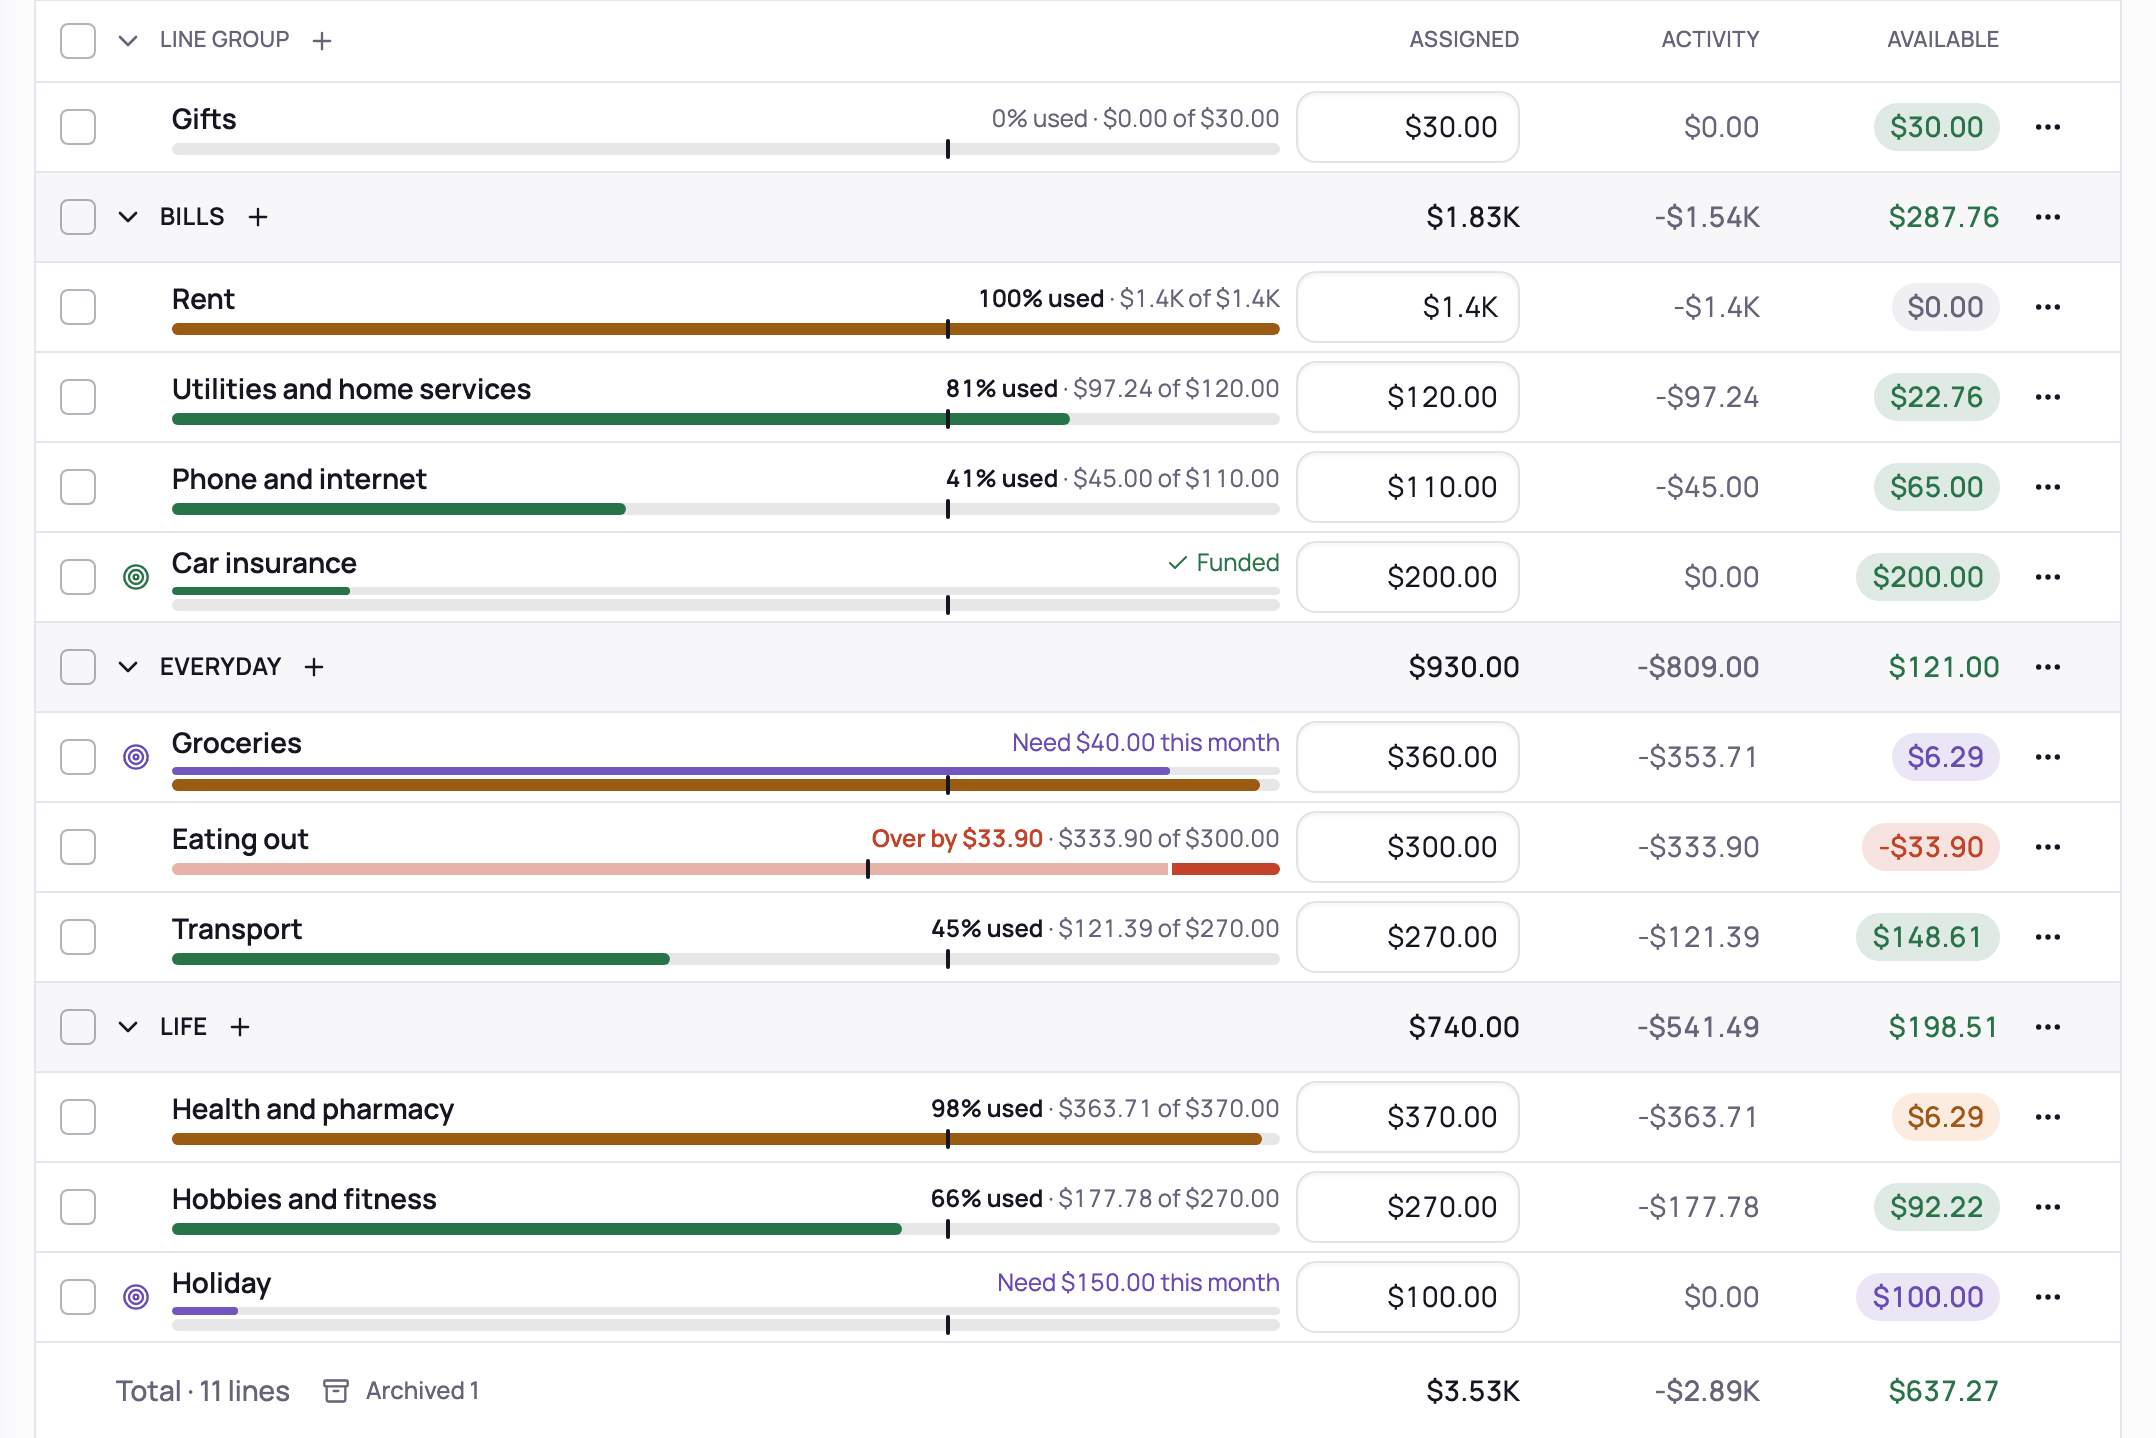 LINE GROUP + ASSIGNED ACTIVITY AVAILABLE
Gifts 0% used · $0.00 of $30.00 $30.00 $0.00 $30.00 ···
BILLS + $1.83K -$1.54K $287.76 ···
Rent 100% used · $1.4K of $1.4K $1.4K -$1.4K $0.00 ···
Utilities and home services 81% used · $97.24 of $120.00 $120.00 -$97.24 $22.76 ···
Phone and internet 41% used · $45.00 of $110.00 $110.00 -$45.00 $65.00 ···
Car insurance ✓ Funded $200.00 $0.00 $200.00 ···
EVERYDAY + $930.00 -$809.00 $121.00 ···
Groceries Need $40.00 this month $360.00 -$353.71 $6.29 ···
Eating out Over by $33.90 · $333.90 of $300.00 $300.00 -$333.90 -$33.90 ···
Transport 45% used · $121.39 of $270.00 $270.00 -$121.39 $148.61 ···
LIFE + $740.00 -$541.49 $198.51 ···
Health and pharmacy 98% used · $363.71 of $370.00 $370.00 -$363.71 $6.29 ···
Hobbies and fitness 66% used · $177.78 of $270.00 $270.00 -$177.78 $92.22 ···
Holiday Need $150.00 this month $100.00 $0.00 $100.00 ···
Total · 11 lines Archived 1 $3.53K -$2.89K $637.27